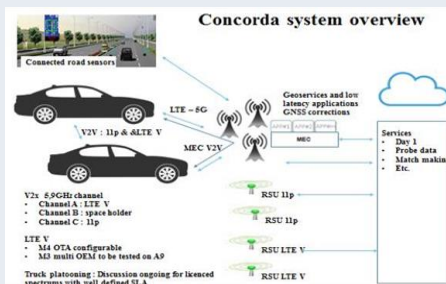 Concorda system overview
Connected road sensors
LTE – 5G
Geoservices and low
latency applications
GNSS corrections
MEC
V2V : 11p & <E V
MEC V2V
Services
• Day 1
• Probe data
• Match making
• Etc.
RSU 11p
RSU 11p
RSU LTE V
RSU LTE V
V2x 5,9GHz channel
• Channel A : LTE V
• Channel B : space holder
• Channel C : 11p
LTE V
• M4 OTA configurable
• M3 multi OEM to be tested on A9
Truck platooning : Discussion ongoing for licenced
spectrums with well defined SLA